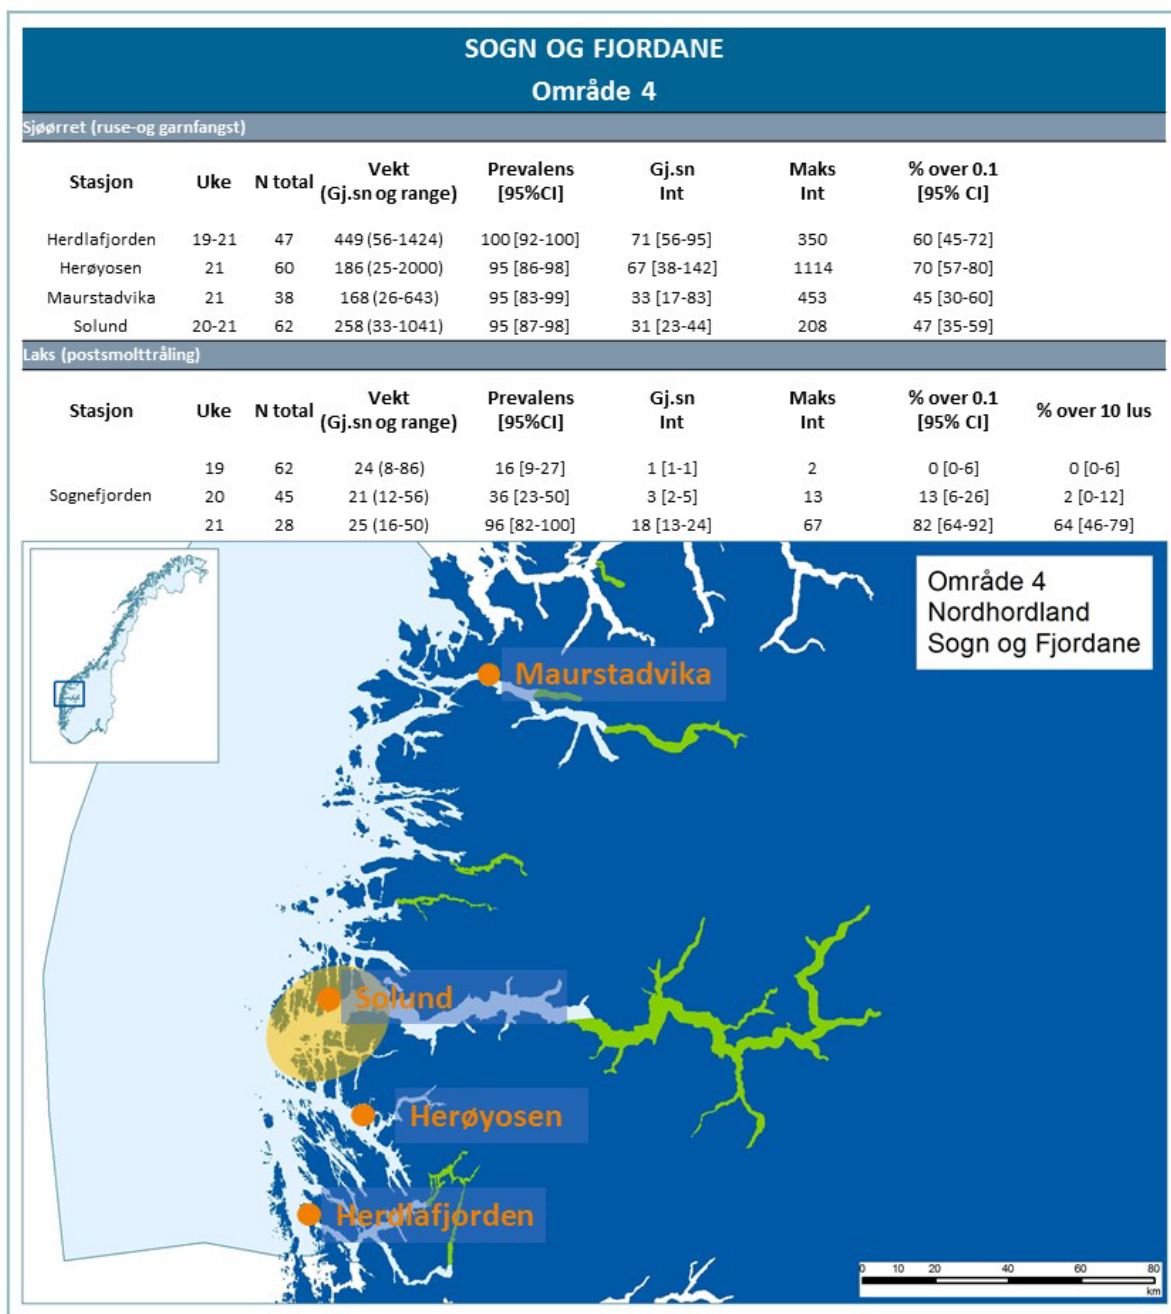 SOGN OG FJORDANE
Område 4
Sjøørret (ruse-og garnfangst)
Stasjon Uke N total Vekt (Gj.sn og range) Prevalens [95%CI] Gj.sn Int Maks Int % over 0.1 [95% CI]
Herdlafjorden 19-21 47 449 (56-1424) 100 [92-100] 71 [56-95] 350 60 [45-72]
Herøyosen 21 60 186 (25-2000) 95 [86-98] 67 [38-142] 1114 70 [57-80]
Maurstadvika 21 38 168 (26-643) 95 [83-99] 33 [17-83] 453 45 [30-60]
Solund 20-21 62 258 (33-1041) 95 [87-98] 31 [23-44] 208 47 [35-59]
Laks (postsmolttråling)
Stasjon Uke N total Vekt (Gj.sn og range) Prevalens [95%CI] Gj.sn Int Maks Int % over 0.1 [95% CI] % over 10 lus
19 62 24 (8-86) 16 [9-27] 1 [1-1] 2 0 [0-6] 0 [0-6]
Sognefjorden 20 45 21 (12-56) 36 [23-50] 3 [2-5] 13 13 [6-26] 2 [0-12]
21 28 25 (16-50) 96 [82-100] 18 [13-24] 67 82 [64-92] 64 [46-79]
Område 4
Nordhordland
Sogn og Fjordane
Maurstadvika
Solund
Herøyosen
Herdlafjorden
0 10 20 40 60 80
km